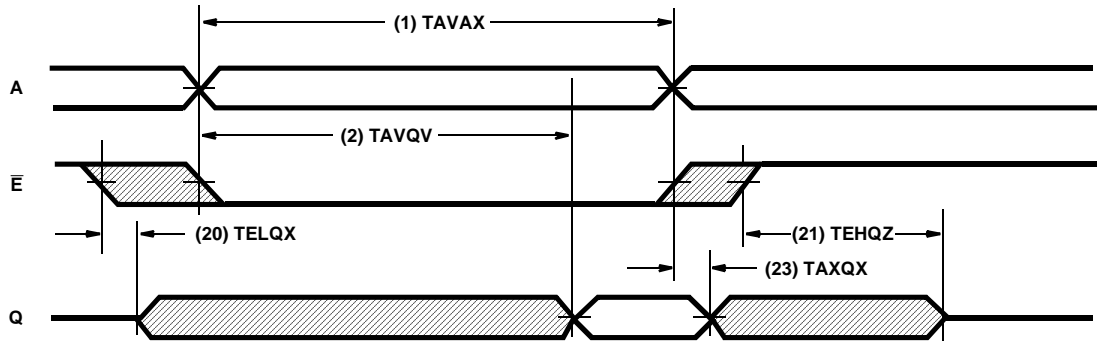 (1) TAVAX
A
(2) TAVQV
E̅
(20) TELQX
(21) TEHQZ
(23) TAXQX
Q